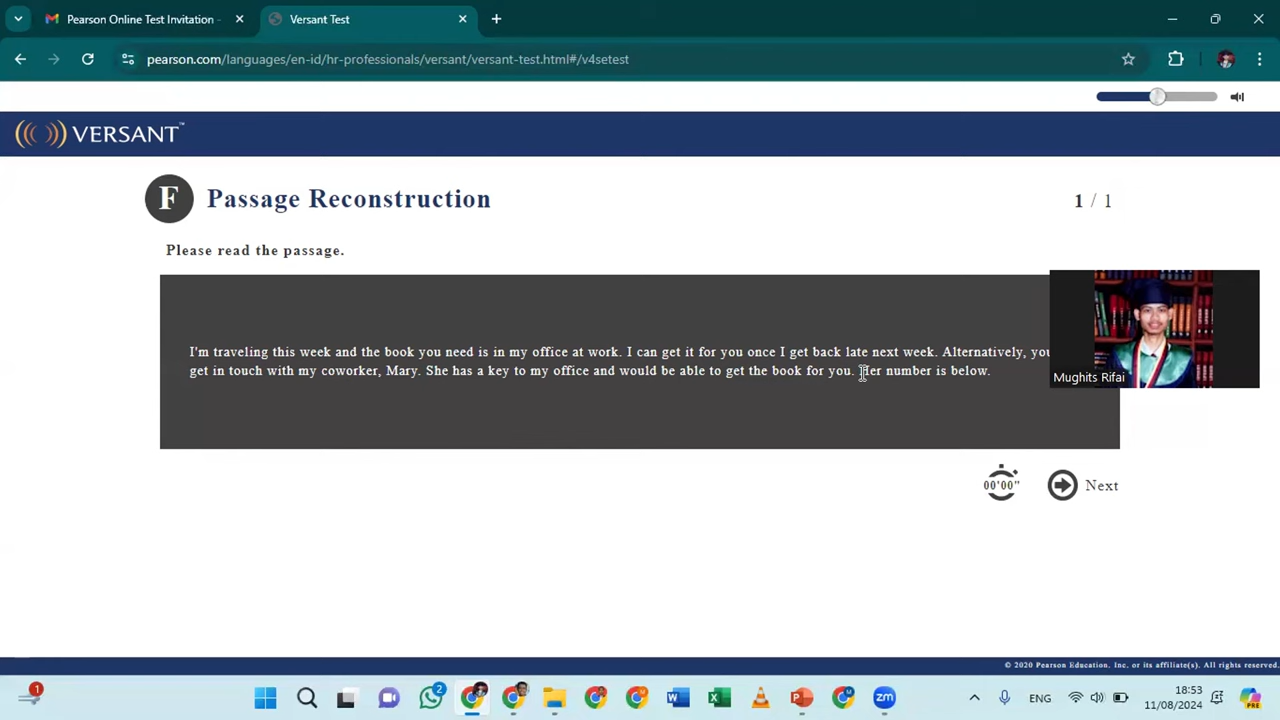 Pearson Online Test Invitation -
Versant Test
pearson.com/languages/en-id/hr-professionals/versant/versant-test.html#/v4setest
VERSANT™
F Passage Reconstruction 1 / 1
Please read the passage.
I'm traveling this week and the book you need is in my office at work. I can get it for you once I get back late next week. Alternatively, you
get in touch with my coworker, Mary. She has a key to my office and would be able to get the book for you. Her number is below.
Mughits Rifai
00'00" Next
© 2020 Pearson Education, Inc. or its affiliate(s). All rights reserved.
1
2
W
X
P
M
zm
ENG
18:53
11/08/2024
PRE